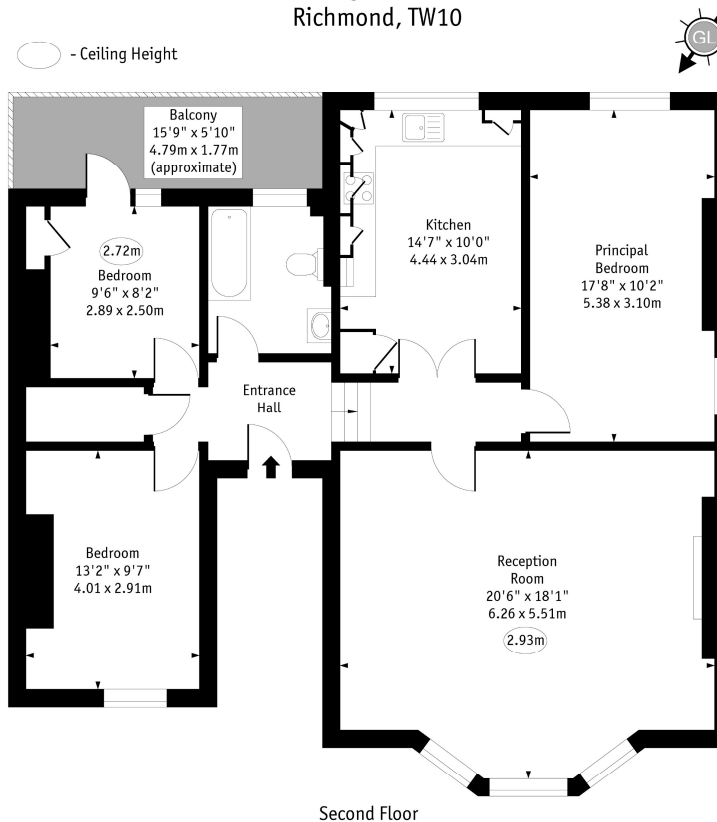 Richmond, TW10
- Ceiling Height
GL
Balcony
15'9" x 5'10"
4.79m x 1.77m
(approximate)
2.72m
Bedroom
9'6" x 8'2"
2.89 x 2.50m
Kitchen
14'7" x 10'0"
4.44 x 3.04m
Principal
Bedroom
17'8" x 10'2"
5.38 x 3.10m
Entrance
Hall
Bedroom
13'2" x 9'7"
4.01 x 2.91m
Reception
Room
20'6" x 18'1"
6.26 x 5.51m
2.93m
Second Floor